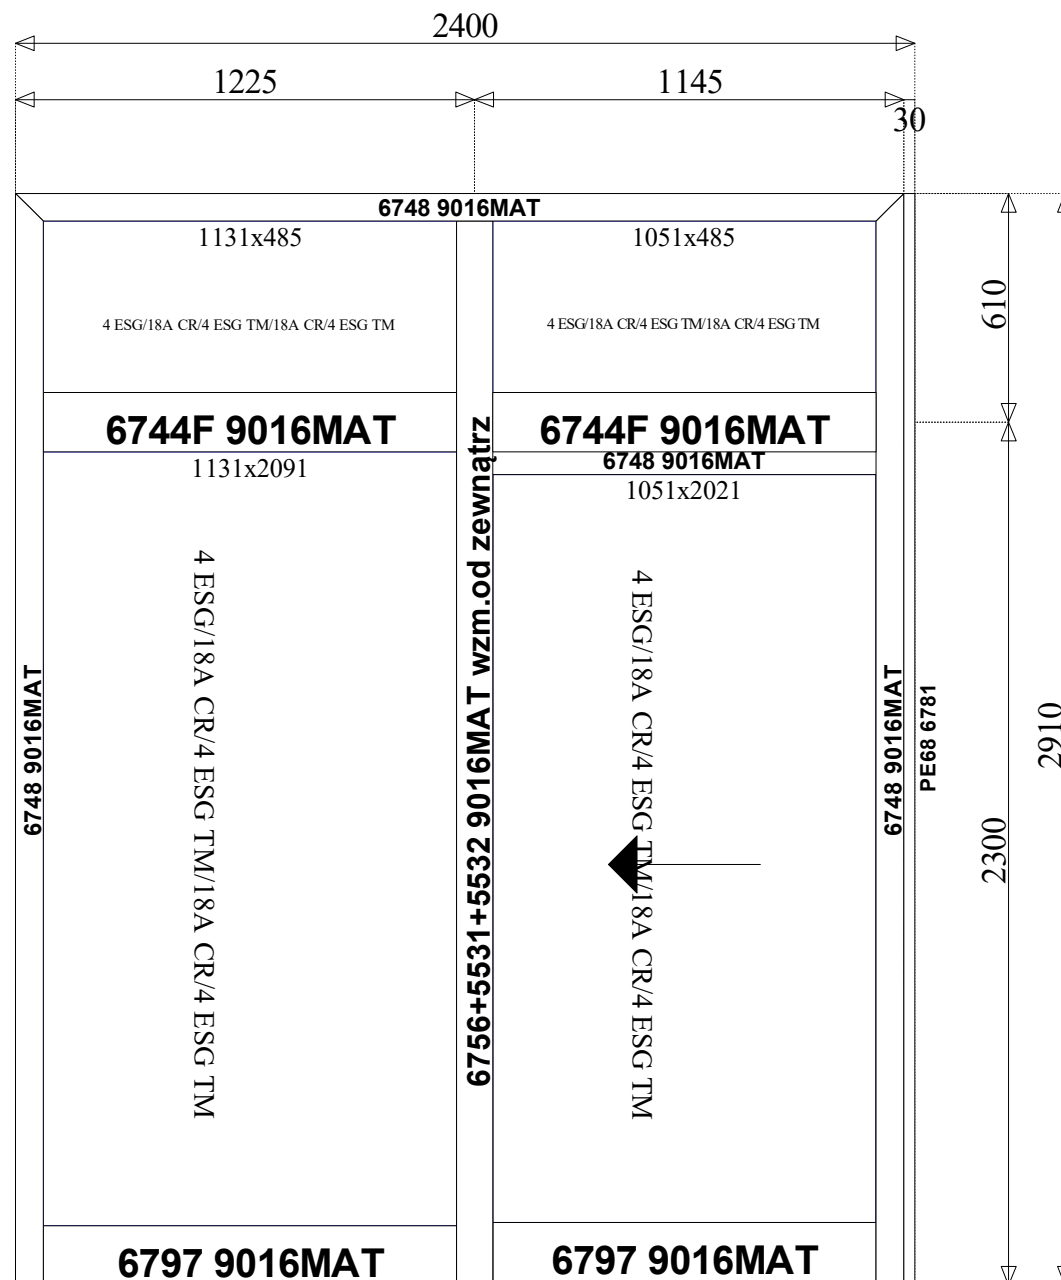 2400
1225
1145
30
6748 9016MAT
1131x485
1051x485
4 ESG/18A CR/4 ESG TM/18A CR/4 ESG TM
4 ESG/18A CR/4 ESG TM/18A CR/4 ESG TM
610
6744F 9016MAT
6744F 9016MAT
6748 9016MAT
1131x2091
1051x2021
6748 9016MAT
4 ESG/18A CR/4 ESG TM/18A CR/4 ESG TM
6756+5531+5532 9016MAT wzm.od zewnątrz
4 ESG/18A CR/4 ESG TM/18A CR/4 ESG TM
6748 9016MAT
PE68 6781
2300
2910
6797 9016MAT
6797 9016MAT